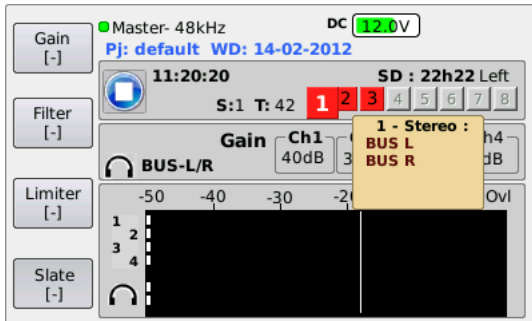 Gain
[-]
Master- 48kHz
DC 12.0V
Pj: default WD: 14-02-2012
11:20:20
SD : 22h22 Left
S:1 T: 42
1 2 3 4 5 6 7 8
Filter
[-]
1 - Stereo :
BUS L
BUS R
Gain Ch1 h4
BUS-L/R 40dB 3 dB
Limiter
[-]
-50 -40 -30 -2 Ovl
1
2
3
4
Slate
[-]